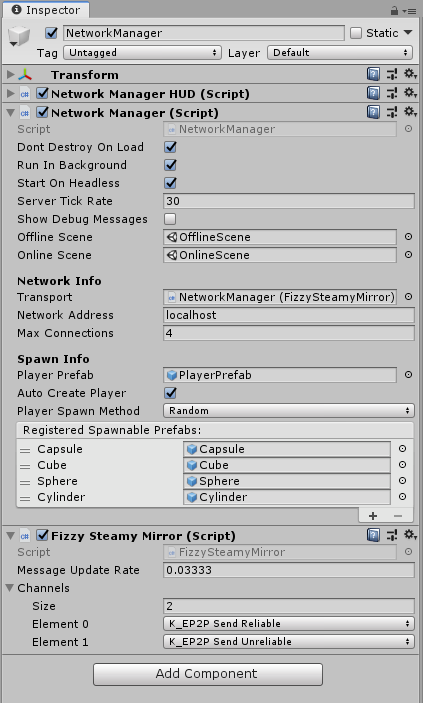 Inspector
NetworkManager Static
Tag Untagged Layer Default
Transform
Network Manager HUD (Script)
Network Manager (Script)
Script NetworkManager
Dont Destroy On Load
Run In Background
Start On Headless
Server Tick Rate 30
Show Debug Messages
Offline Scene OfflineScene
Online Scene OnlineScene
Network Info
Transport NetworkManager (FizzySteamyMirror)
Network Address localhost
Max Connections 4
Spawn Info
Player Prefab PlayerPrefab
Auto Create Player
Player Spawn Method Random
Registered Spawnable Prefabs:
Capsule Capsule
Cube Cube
Sphere Sphere
Cylinder Cylinder
+ −
Fizzy Steamy Mirror (Script)
Script FizzySteamyMirror
Message Update Rate 0.03333
Channels
Size 2
Element 0 K_EP2P Send Reliable
Element 1 K_EP2P Send Unreliable
Add Component